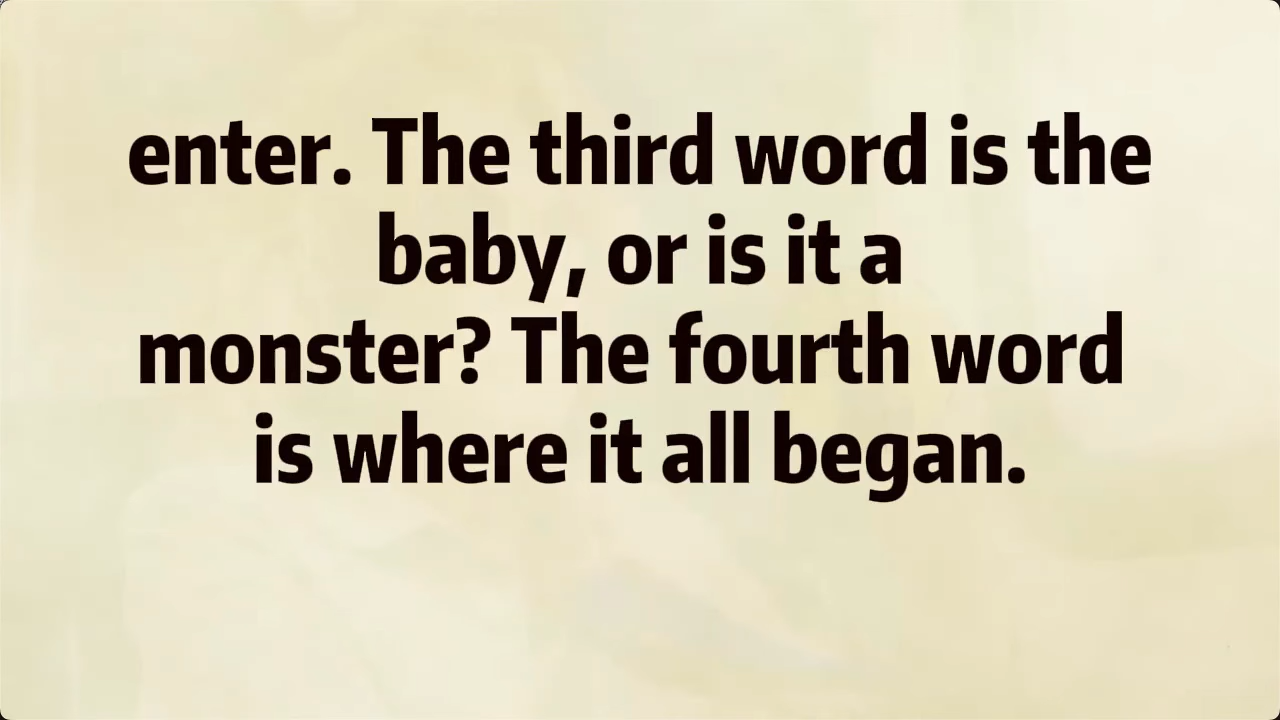 enter. The third word is the
baby, or is it a
monster? The fourth word
is where it all began.